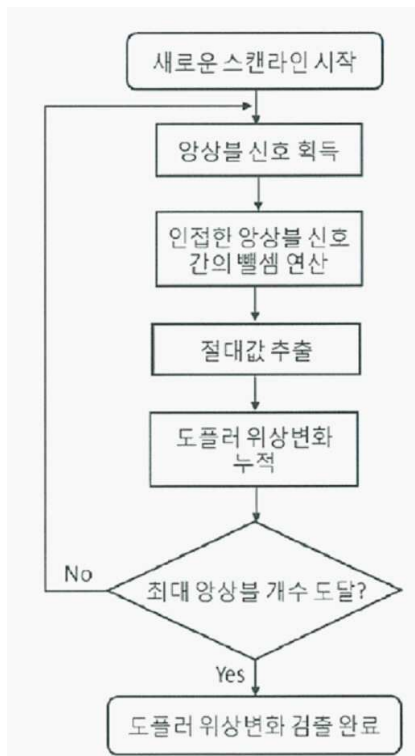 새로운 스캔라인 시작
앙상블 신호 획득
인접한 앙상블 신호
간의 뺄셈 연산
절대값 추출
도플러 위상변화
누적
No
최대 앙상블 개수 도달?
Yes
도플러 위상변화 검출 완료